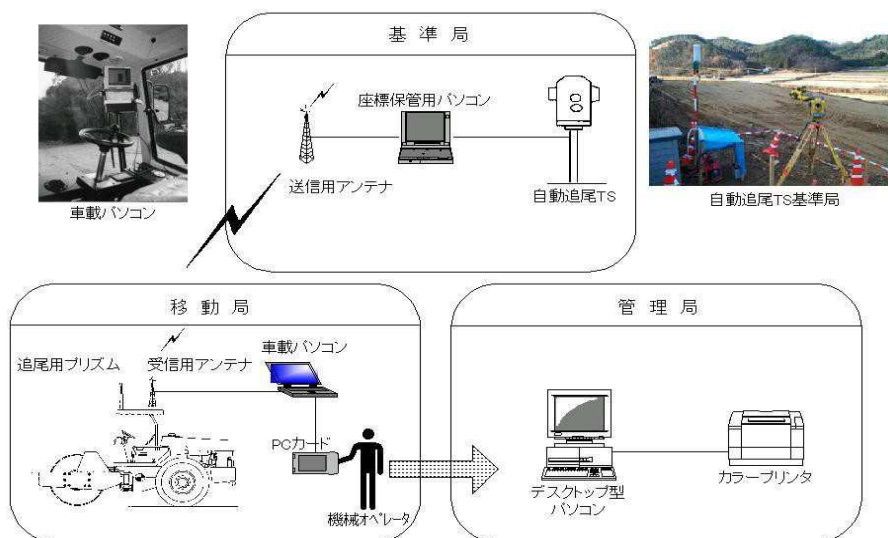 基準局
座標保管用パソコン
送信用アンテナ
自動追尾TS
車載パソコン
自動追尾TS基準局
移動局
追尾用プリズム
受信用アンテナ
車載パソコン
PCカード
機械オペレータ
管理局
デスクトップ型
パソコン
カラープリンタ